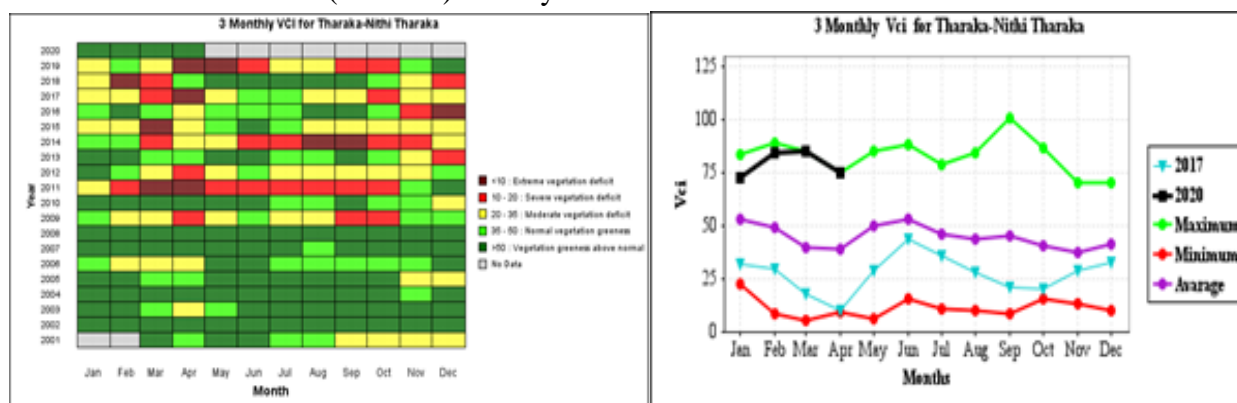 3 Monthly VCI for Tharaka-Nithi Tharaka
Year
2020
2019
2018
2017
2016
2015
2014
2013
2012
2011
2010
2009
2008
2007
2006
2005
2004
2003
2002
2001
Jan Feb Mar Apr May Jun Jul Aug Sep Oct Nov Dec
Month
<10 : Extreme vegetation deficit
10 - 20 : Severe vegetation deficit
20 - 35 : Moderate vegetation deficit
35 - 50 : Normal vegetation greeness
>50 : Vegetation greeness above normal
No Data
3 Monthly Vci for Tharaka-Nithi Tharaka
Vci
125
100
75
50
25
0
Jan Feb Mar Apr May Jun Jul Aug Sep Oct Nov Dec
Months
2017
2020
Maximum
Minimum
Avarage